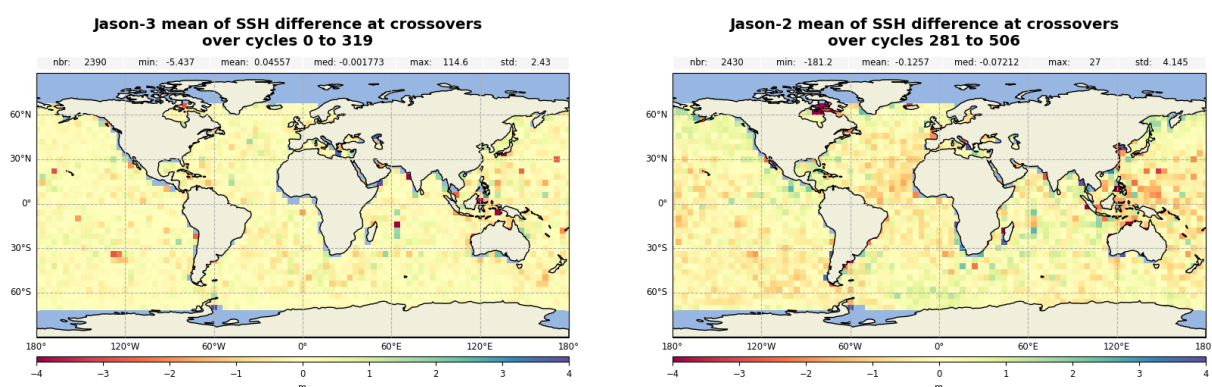 Jason-3 mean of SSH difference at crossovers
over cycles 0 to 319
nbr: 2390 min: -5.437 mean: 0.04557 med: -0.001773 max: 114.6 std: 2.43
60°N
30°N
0°
30°S
60°S
180° 120°W 60°W 0° 60°E 120°E 180°
−4 −3 −2 −1 0 1 2 3 4
Jason-2 mean of SSH difference at crossovers
over cycles 281 to 506
nbr: 2430 min: -181.2 mean: -0.1257 med: -0.07212 max: 27 std: 4.145
60°N
30°N
0°
30°S
60°S
180° 120°W 60°W 0° 60°E 120°E 180
−4 −3 −2 −1 0 1 2 3 4